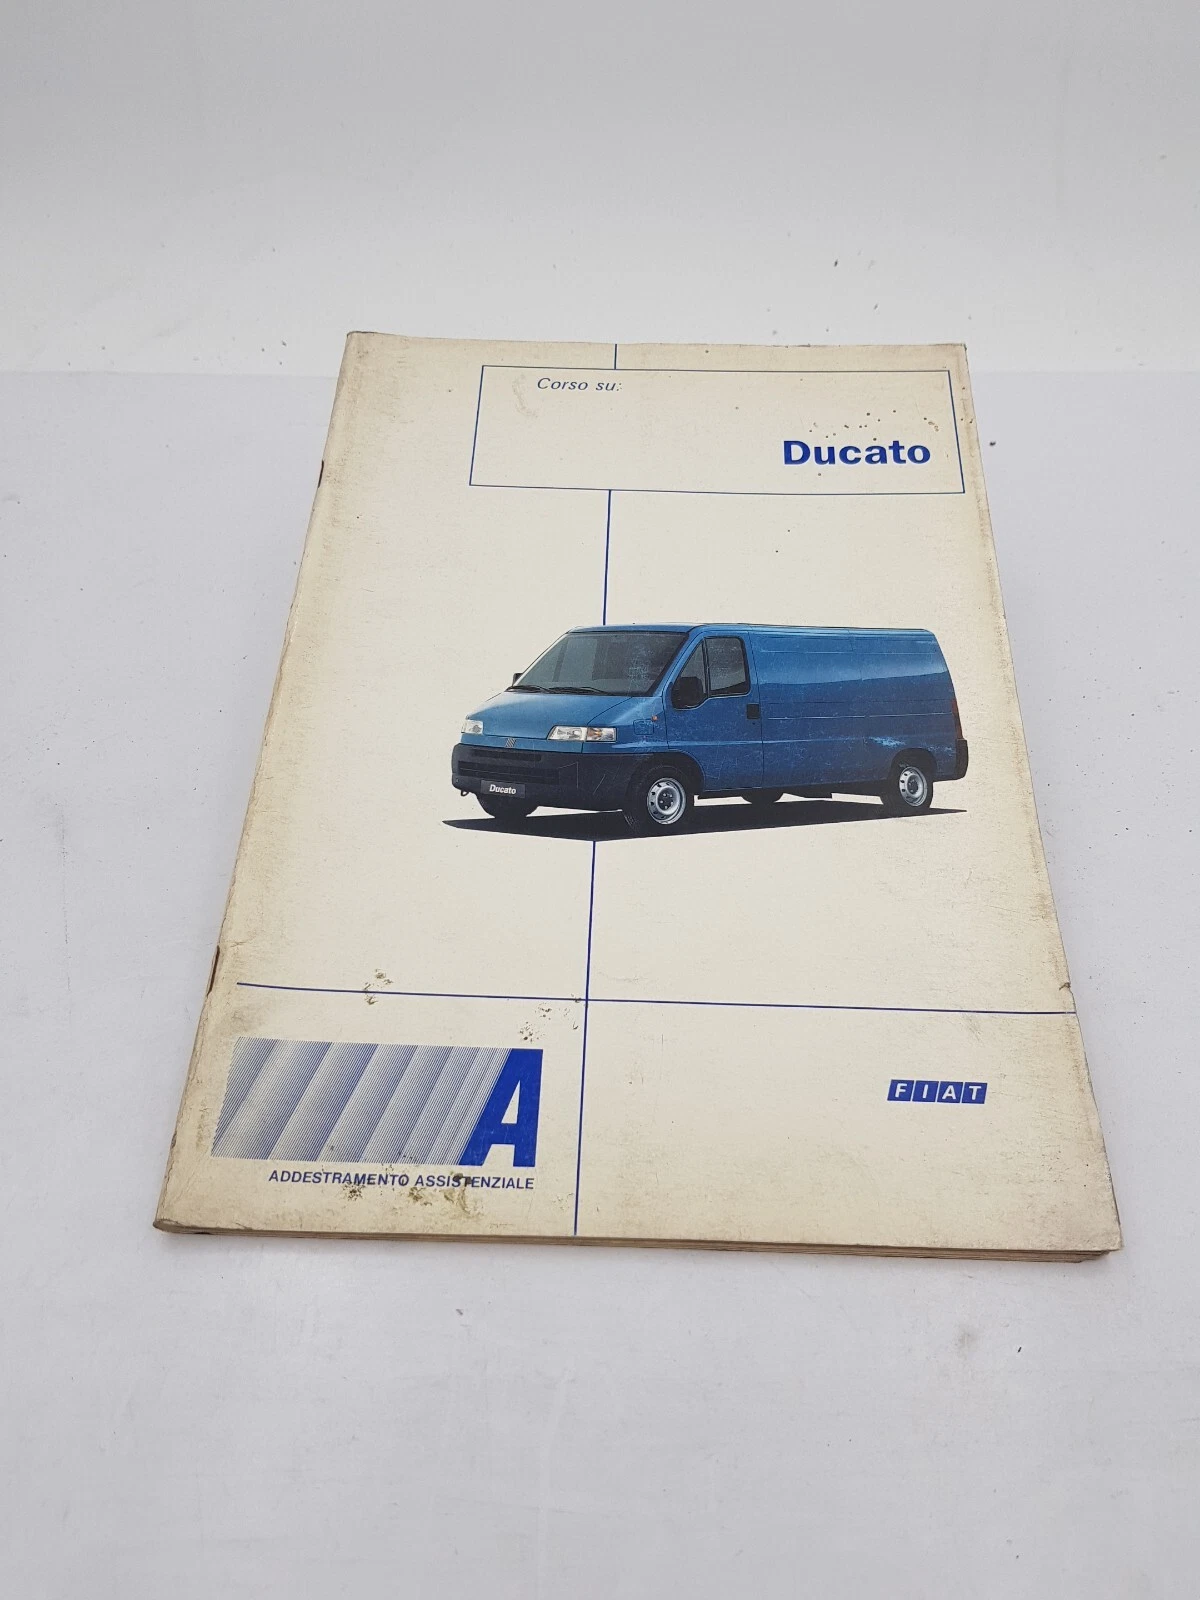 Corso su:
Ducato
Ducato
A
FIAT
ADDESTRAMENTO ASSISTENZIALE